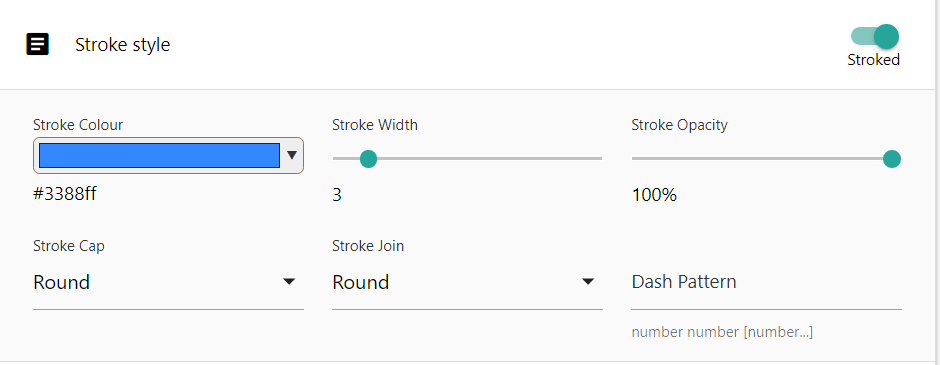 Stroke style
Stroked
Stroke Colour
Stroke Width
Stroke Opacity
#3388ff
3
100%
Stroke Cap
Stroke Join
Round
Round
Dash Pattern
number number [number...]